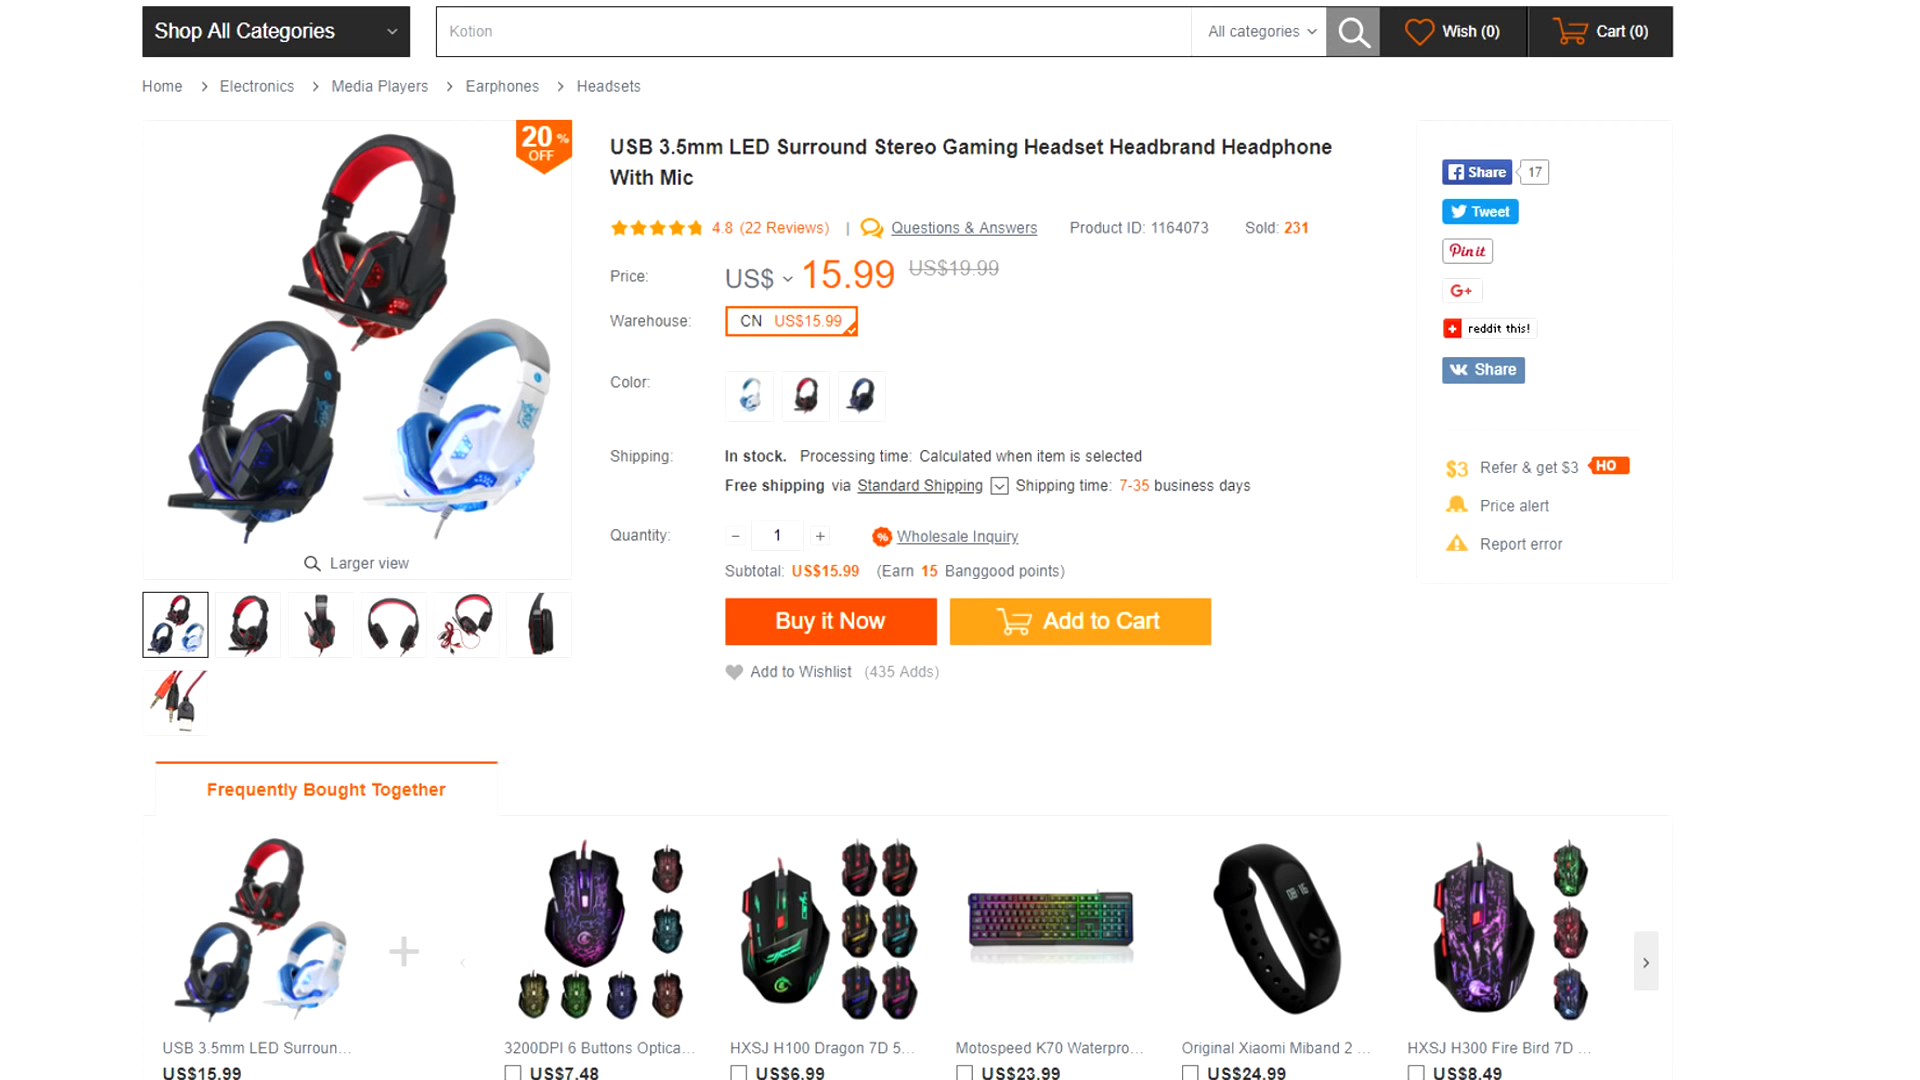 Shop All Categories
Kotion
All categories
Wish (0)
Cart (0)
Home > Electronics > Media Players > Earphones > Headsets
20 %
OFF
USB 3.5mm LED Surround Stereo Gaming Headset Headbrand Headphone
With Mic
4.8 (22 Reviews) | Questions & Answers Product ID: 1164073 Sold: 231
Price: US$ 15.99 US$19.99
Warehouse: CN US$15.99
Color:
Shipping: In stock. Processing time: Calculated when item is selected
Free shipping via Standard Shipping Shipping time: 7-35 business days
Quantity: − 1 + % Wholesale Inquiry
Subtotal: US$15.99 (Earn 15 Banggood points)
Buy it Now
Add to Cart
Add to Wishlist (435 Adds)
Larger view
Share 17
Tweet
Pin it
G+
reddit this!
Share
$3 Refer & get $3 HO
Price alert
Report error
Frequently Bought Together
USB 3.5mm LED Surroun...
US$15.99
3200DPI 6 Buttons Optica...
US$7.48
HXSJ H100 Dragon 7D 5...
US$6.99
Motospeed K70 Waterpro...
US$23.99
Original Xiaomi Miband 2 ...
US$24.99
HXSJ H300 Fire Bird 7D ...
US$8.49